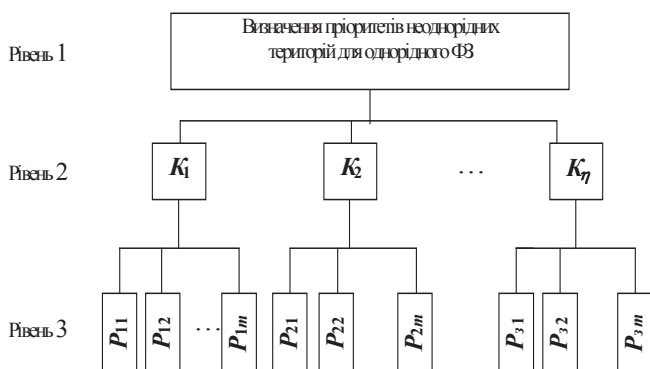 Визначення пріоритетів неоднорідних
Рівень 1
територій для однорідного ФЗ
Рівень 2
K₁
K₂
...
Kη
Рівень 3
P₁₁
P₁₂
...
P₁ₘ
P₂₁
P₂₂
P₂ₘ
P₃₁
P₃₂
P₃ₘ